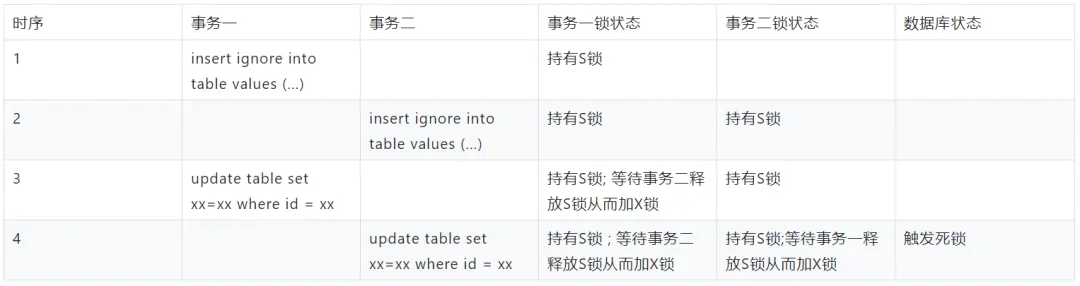 时序 事务一 事务二 事务一锁状态 事务二锁状态 数据库状态
1 insert ignore into 持有S锁
table values (...)
2 insert ignore into 持有S锁 持有S锁
table values (...)
3 update table set 持有S锁; 等待事务二释 持有S锁
xx=xx where id = xx 放S锁从而加X锁
4 update table set 持有S锁 ; 等待事务二 持有S锁;等待事务一释 触发死锁
xx=xx where id = xx 释放S锁从而加X锁 放S锁从而加X锁